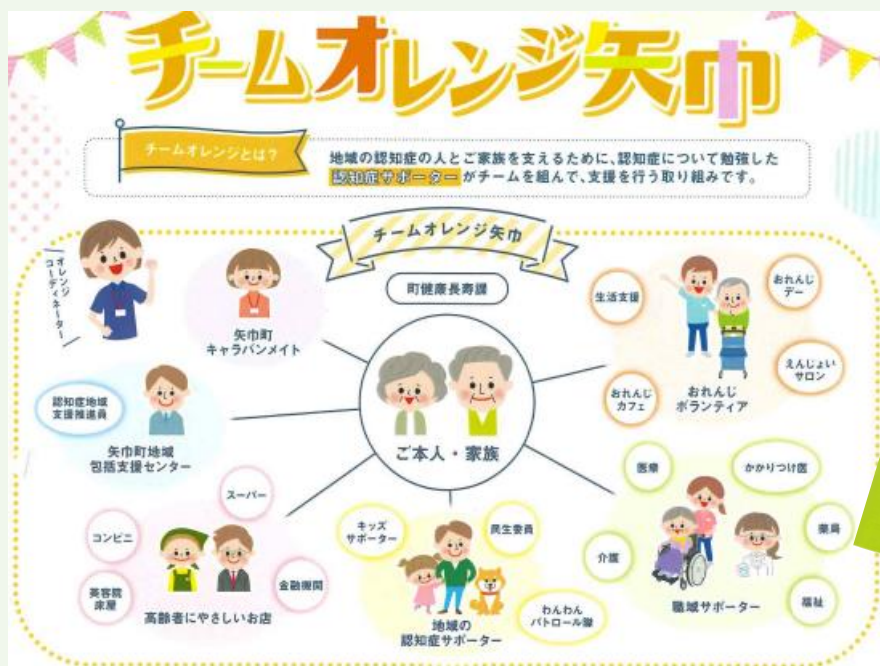 チームオレンジ矢巾
チームオレンジとは？
地域の認知症の人とご家族を支えるために、認知症について勉強した
認知症サポーターがチームを組んで、支援を行う取り組みです。
チームオレンジ矢巾
町健康長寿課
オレンジ
コーディネーター
矢巾町
キャラバンメイト
認知症地域
支援推進員
矢巾町地域
包括支援センター
ご本人・家族
生活支援
おれんじ
デー
えんじょい
サロン
おれんじ
カフェ
おれんじ
ボランティア
スーパー
コンビニ
美容院
床屋
金融機関
高齢者にやさしいお店
キッズ
サポーター
民生委員
わんわん
パトロール隊
地域の
認知症サポーター
医療
かかりつけ医
介護
薬局
福祉
職域サポーター